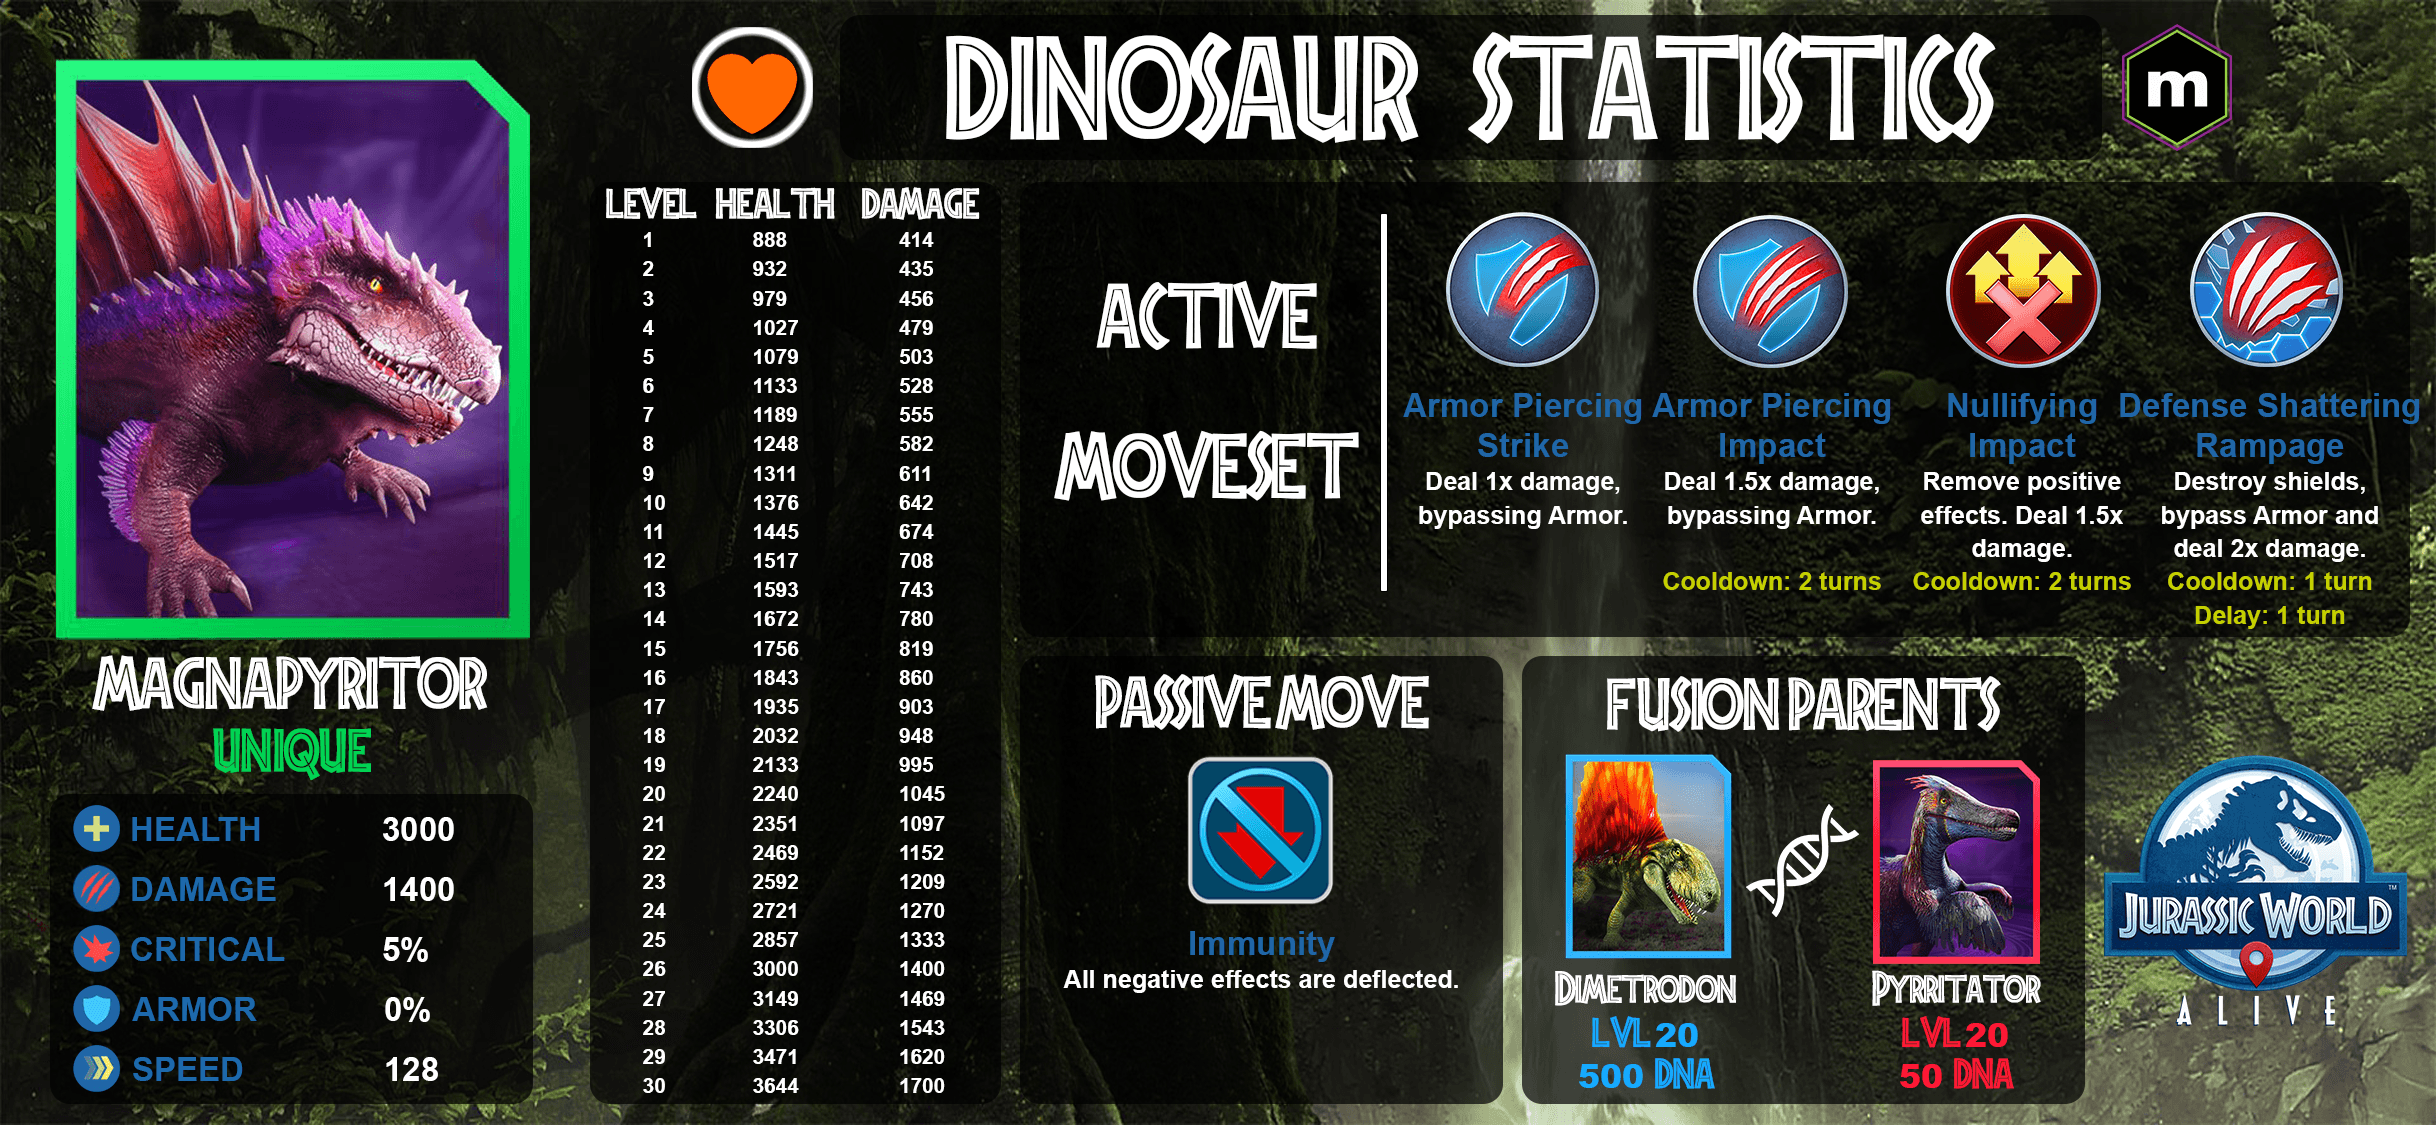 DINOSAUR STATISTICS
m
MAGNAPYRITOR
UNIQUE
HEALTH 3000
DAMAGE 1400
CRITICAL 5%
ARMOR 0%
SPEED 128
LEVEL HEALTH DAMAGE
1 888 414
2 932 435
3 979 456
4 1027 479
5 1079 503
6 1133 528
7 1189 555
8 1248 582
9 1311 611
10 1376 642
11 1445 674
12 1517 708
13 1593 743
14 1672 780
15 1756 819
16 1843 860
17 1935 903
18 2032 948
19 2133 995
20 2240 1045
21 2351 1097
22 2469 1152
23 2592 1209
24 2721 1270
25 2857 1333
26 3000 1400
27 3149 1469
28 3306 1543
29 3471 1620
30 3644 1700
ACTIVE
MOVESET
Armor Piercing
Strike
Deal 1x damage,
bypassing Armor.
Armor Piercing
Impact
Deal 1.5x damage,
bypassing Armor.
Cooldown: 2 turns
Nullifying
Impact
Remove positive
effects. Deal 1.5x
damage.
Cooldown: 2 turns
Defense Shattering
Rampage
Destroy shields,
bypass Armor and
deal 2x damage.
Cooldown: 1 turn
Delay: 1 turn
PASSIVE MOVE
Immunity
All negative effects are deflected.
FUSION PARENTS
DIMETRODON
LVL 20
500 DNA
PYRRITATOR
LVL 20
50 DNA
JURASSIC WORLD™
ALIVE